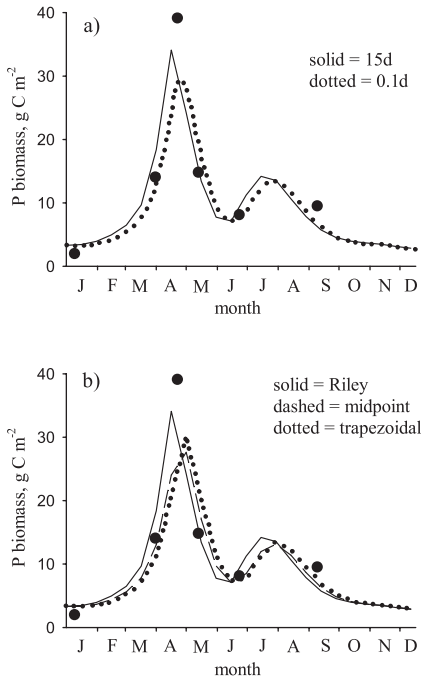 a)
solid = 15d
dotted = 0.1d
P biomass, g C m-2
40
30
20
10
0
J F M A M J J A S O N D
month
b)
solid = Riley
dashed = midpoint
dotted = trapezoidal
P biomass, g C m-2
40
30
20
10
0
J F M A M J J A S O N D
month